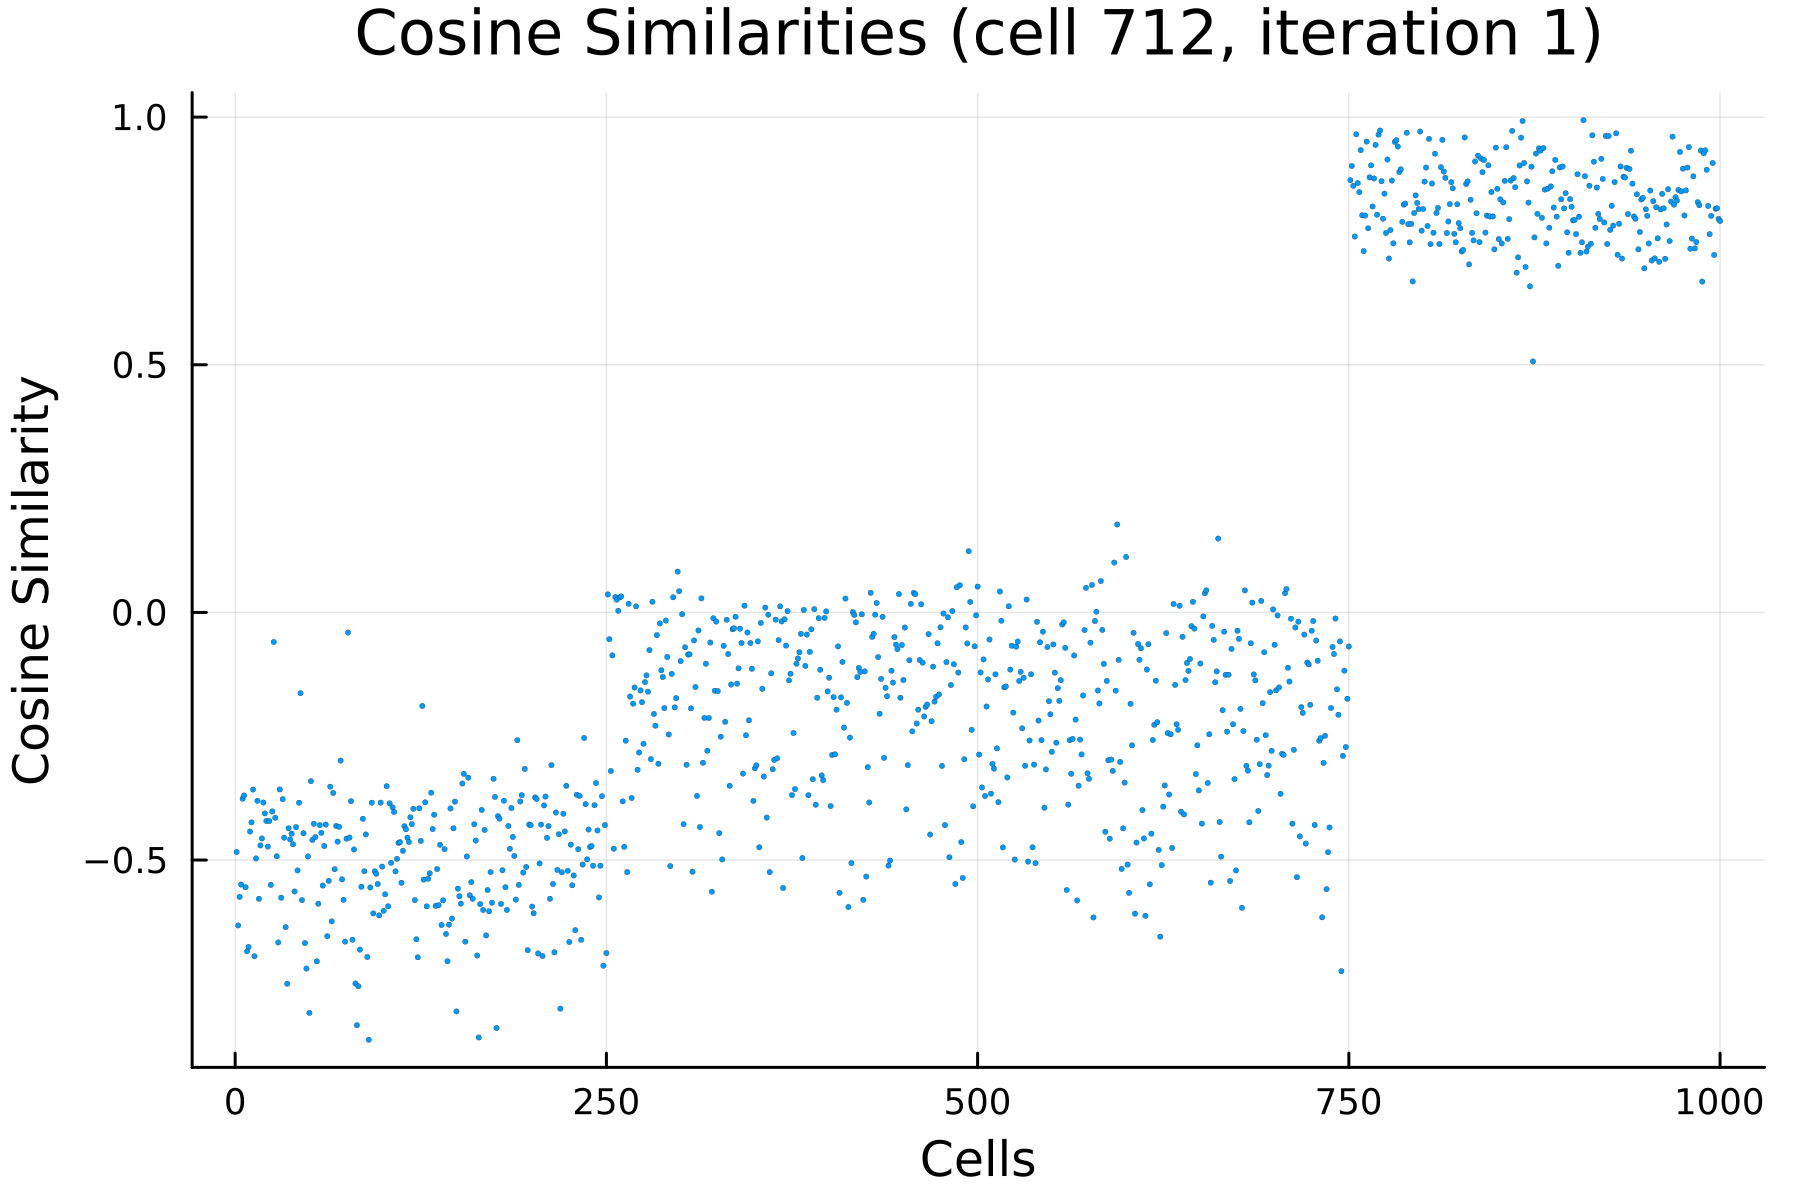 Cosine Similarities (cell 712, iteration 1)
1.0
0.5
0.0
−0.5
Cosine Similarity
0 250 500 750 1000
Cells